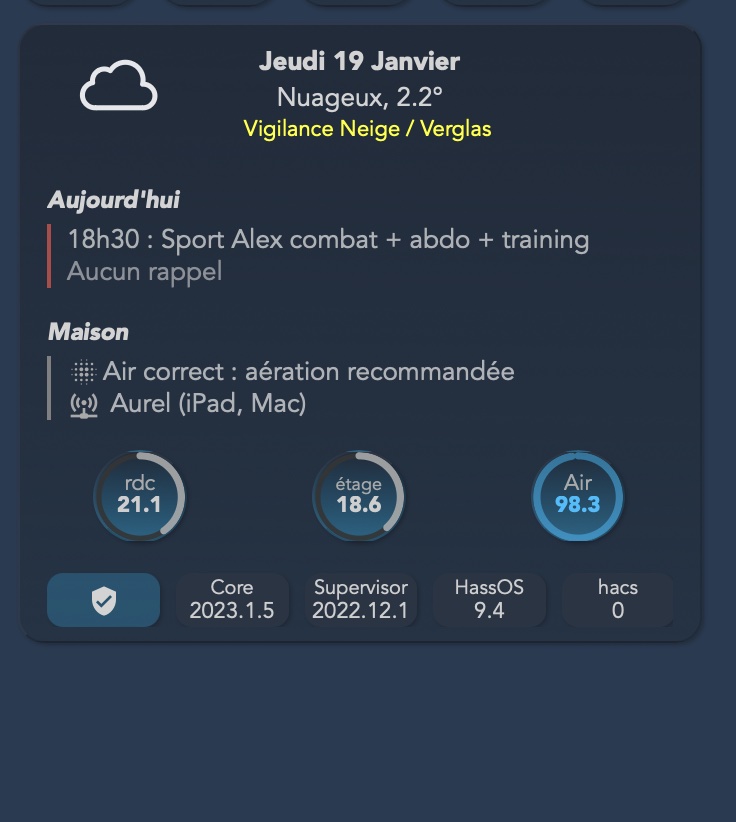 Jeudi 19 Janvier
Nuageux, 2.2°
Vigilance Neige / Verglas
Aujourd'hui
18h30 : Sport Alex combat + abdo + training
Aucun rappel
Maison
Air correct : aération recommandée
Aurel (iPad, Mac)
rdc
21.1
étage
18.6
Air
98.3
Core
2023.1.5
Supervisor
2022.12.1
HassOS
9.4
hacs
0